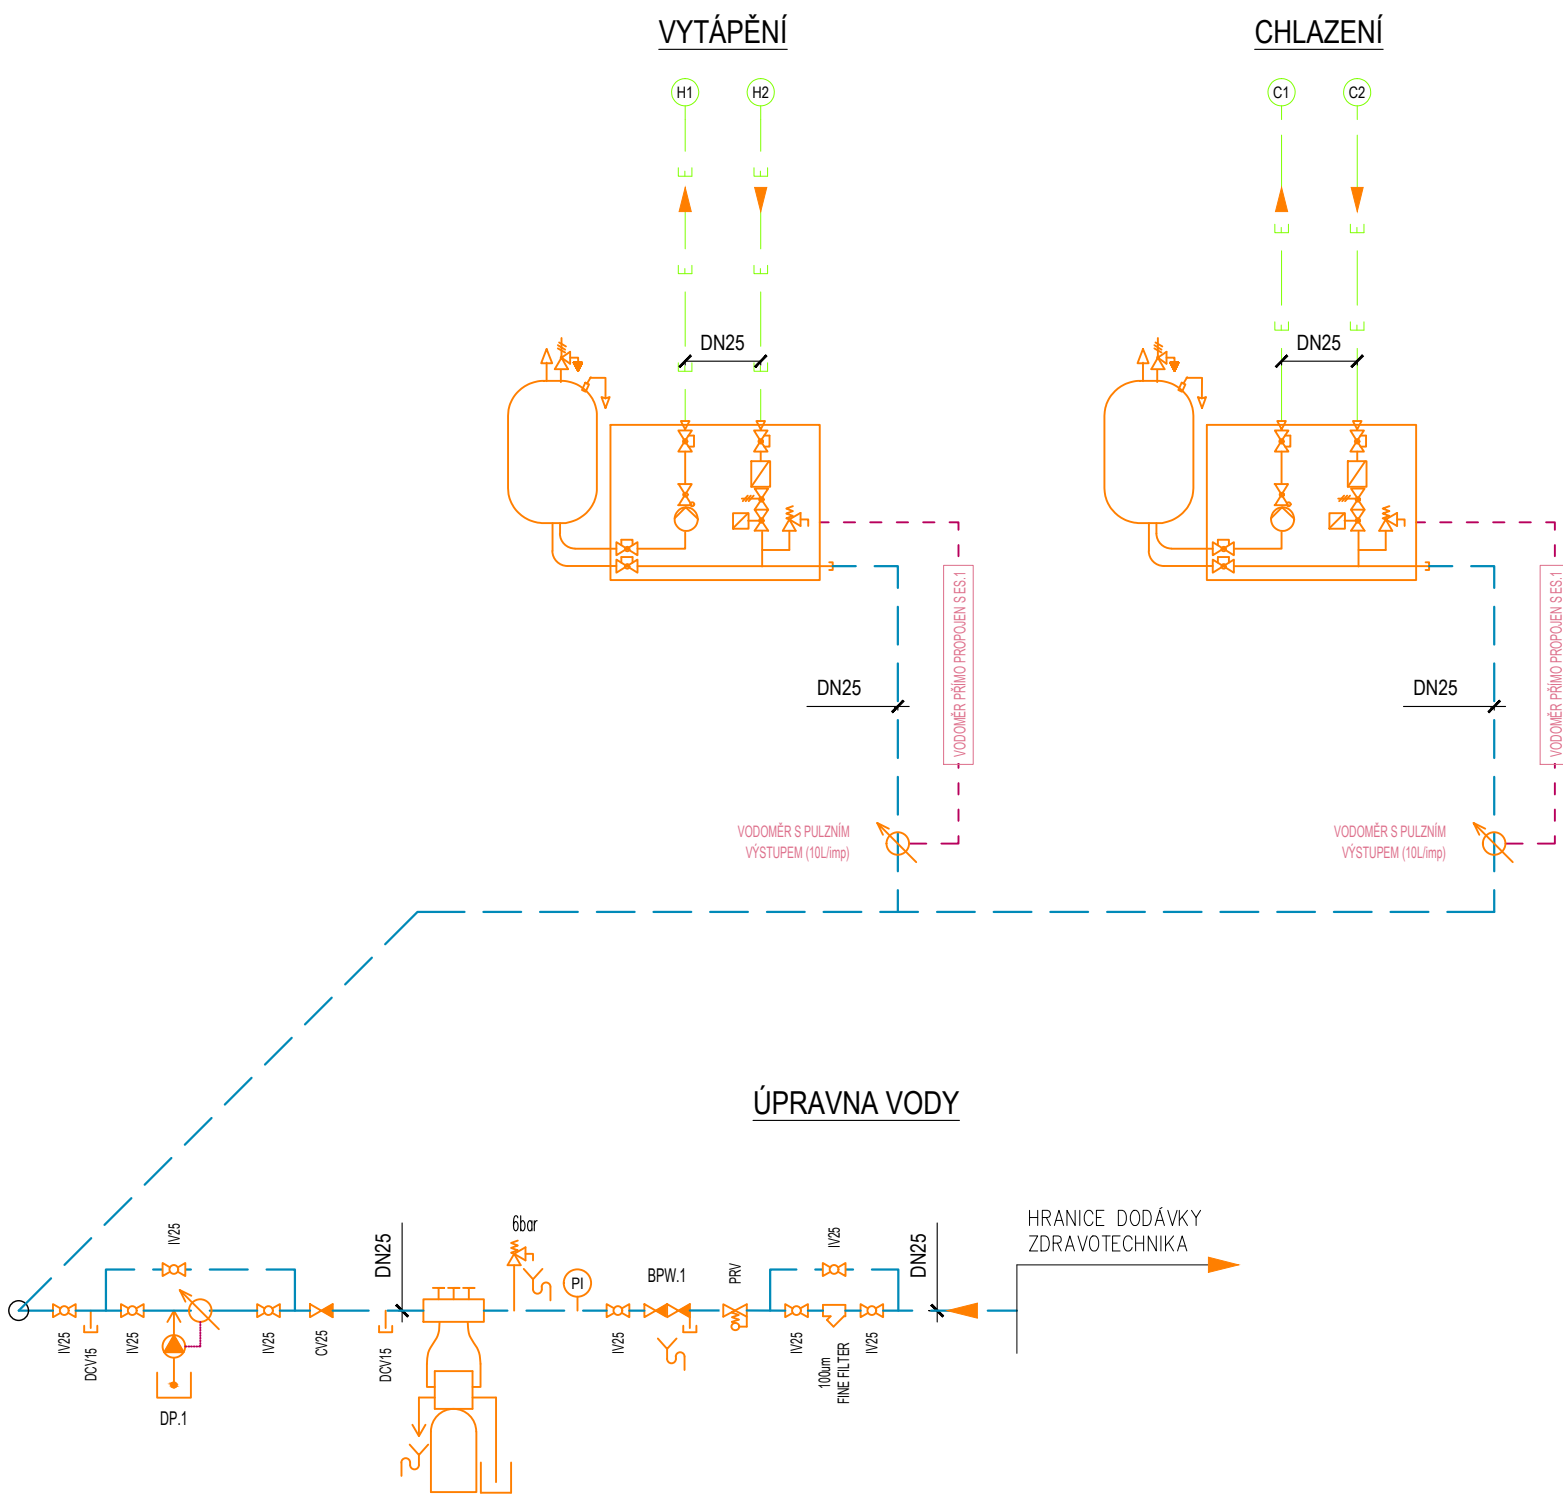 VYTÁPĚNÍ
CHLAZENÍ
H1
H2
C1
C2
DN25
DN25
VODOMĚR PŘÍMO PROPOJEN S ES.1
VODOMĚR PŘÍMO PROPOJEN S ES.1
DN25
DN25
VODOMĚR S PULZNÍM
VÝSTUPEM (10L/imp)
VODOMĚR S PULZNÍM
VÝSTUPEM (10L/imp)
ÚPRAVNA VODY
HRANICE DODÁVKY
ZDRAVOTECHNIKA
IV25
DN25
6bar
IV25
DN25
PI
BPW.1
PRV
IV25
DCV15
IV25
IV25
CV25
DCV15
IV25
IV25
100um
FINE FILTER
IV25
DP.1